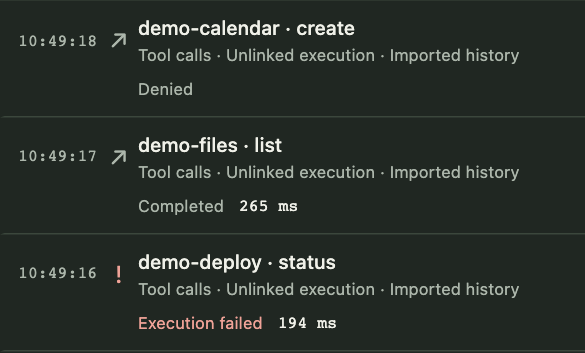 10:49:18 demo-calendar · create
Tool calls · Unlinked execution · Imported history
Denied
10:49:17 demo-files · list
Tool calls · Unlinked execution · Imported history
Completed 265 ms
10:49:16 ! demo-deploy · status
Tool calls · Unlinked execution · Imported history
Execution failed 194 ms